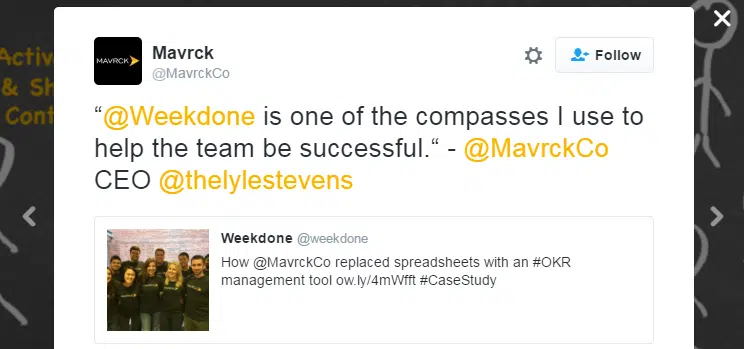 Activ
& Sh
Cont
MAVRCK
Mavrck
@MavrckCo
Follow
“@Weekdone is one of the compasses I use to
help the team be successful.“ - @MavrckCo
CEO @thelylestevens
Weekdone @weekdone
How @MavrckCo replaced spreadsheets with an #OKR
management tool ow.ly/4mWfft #CaseStudy